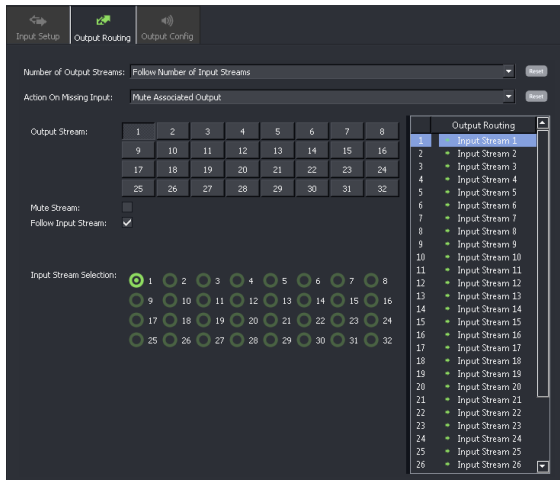 Input Setup Output Routing Output Config
Number of Output Streams: Follow Number of Input Streams Reset
Action On Missing Input: Mute Associated Output Reset
Output Stream: 1 2 3 4 5 6 7 8
9 10 11 12 13 14 15 16
17 18 19 20 21 22 23 24
25 26 27 28 29 30 31 32
Mute Stream:
Follow Input Stream:
Input Stream Selection: 1 2 3 4 5 6 7 8
9 10 11 12 13 14 15 16
17 18 19 20 21 22 23 24
25 26 27 28 29 30 31 32
Output Routing
1 Input Stream 1
2 Input Stream 2
3 Input Stream 3
4 Input Stream 4
5 Input Stream 5
6 Input Stream 6
7 Input Stream 7
8 Input Stream 8
9 Input Stream 9
10 Input Stream 10
11 Input Stream 11
12 Input Stream 12
13 Input Stream 13
14 Input Stream 14
15 Input Stream 15
16 Input Stream 16
17 Input Stream 17
18 Input Stream 18
19 Input Stream 19
20 Input Stream 20
21 Input Stream 21
22 Input Stream 22
23 Input Stream 23
24 Input Stream 24
25 Input Stream 25
26 Input Stream 26